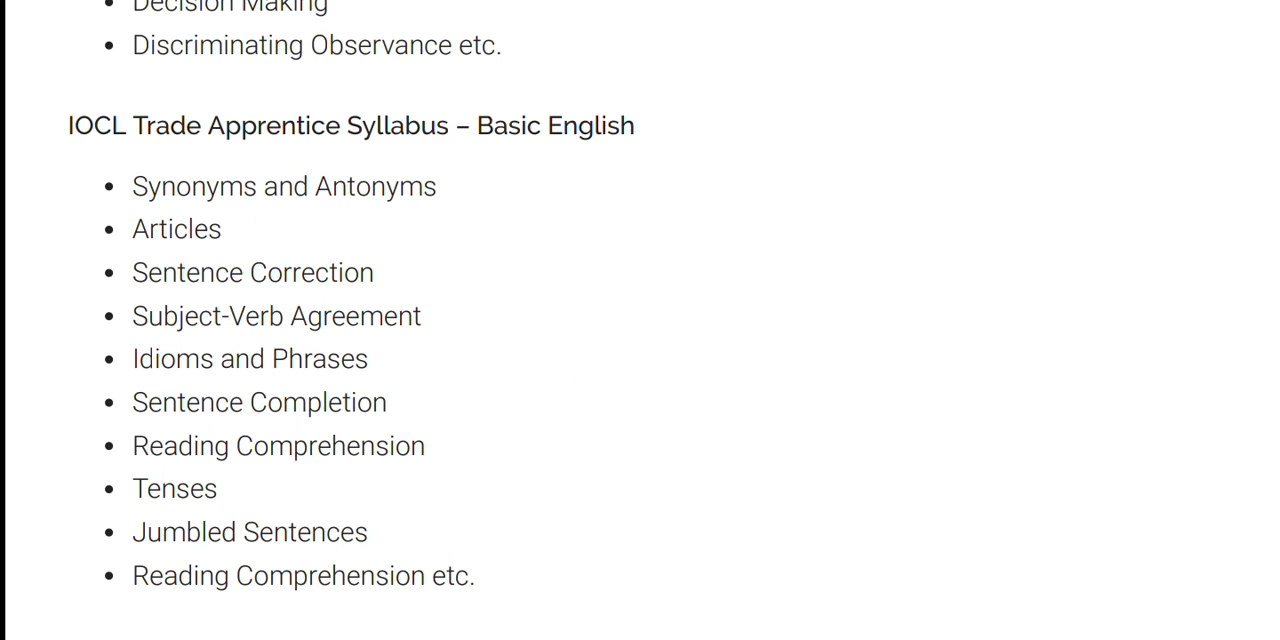 Decision Making
• Discriminating Observance etc.
IOCL Trade Apprentice Syllabus – Basic English
• Synonyms and Antonyms
• Articles
• Sentence Correction
• Subject-Verb Agreement
• Idioms and Phrases
• Sentence Completion
• Reading Comprehension
• Tenses
• Jumbled Sentences
• Reading Comprehension etc.